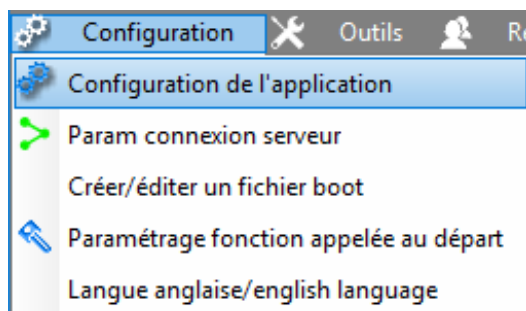 Configuration Outils
Configuration de l'application
Param connexion serveur
Créer/éditer un fichier boot
Paramétrage fonction appelée au départ
Langue anglaise/english language